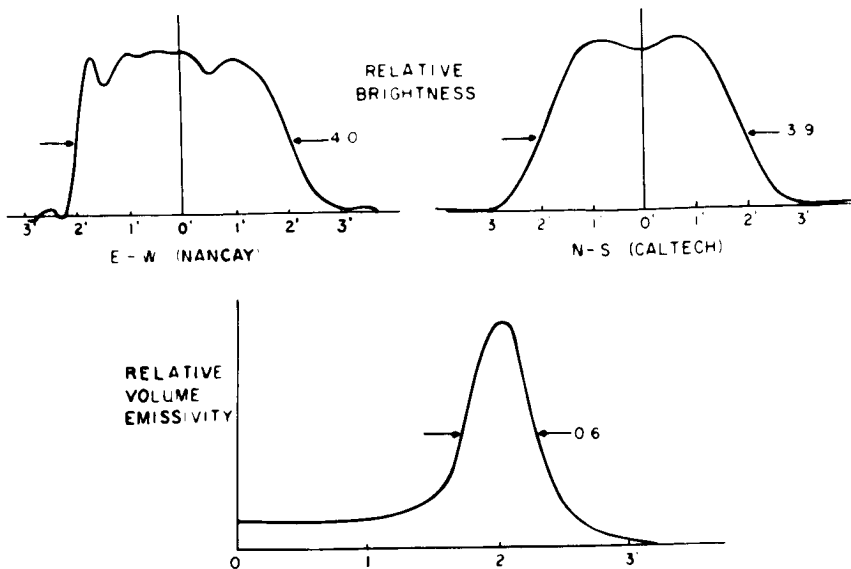 RELATIVE
BRIGHTNESS
4 0
3 9
3' 2' 1' 0' 1' 2' 3'
E - W (NANCAY)
3 2' 1' 0' 1' 2' 3'
N - S (CALTECH)
RELATIVE
VOLUME
EMISSIVITY
0 6
0 1 2 3'